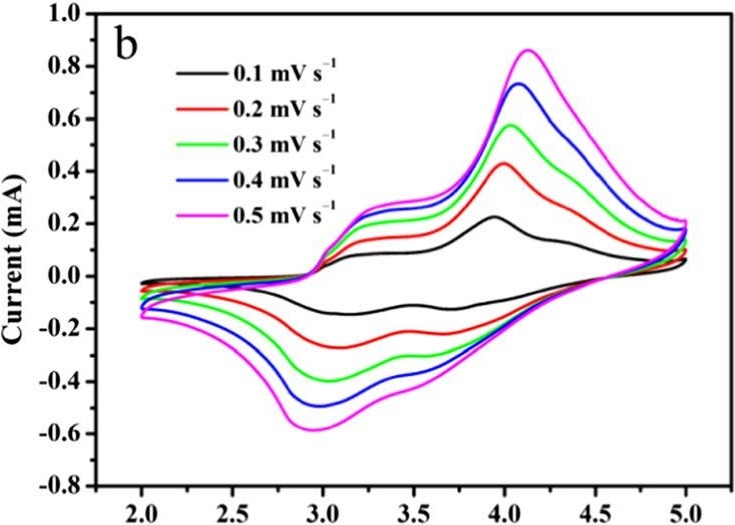 b
0.1 mV s⁻¹
0.2 mV s⁻¹
0.3 mV s⁻¹
0.4 mV s⁻¹
0.5 mV s⁻¹
Current (mA)
1.0
0.8
0.6
0.4
0.2
0.0
-0.2
-0.4
-0.6
-0.8
2.0 2.5 3.0 3.5 4.0 4.5 5.0